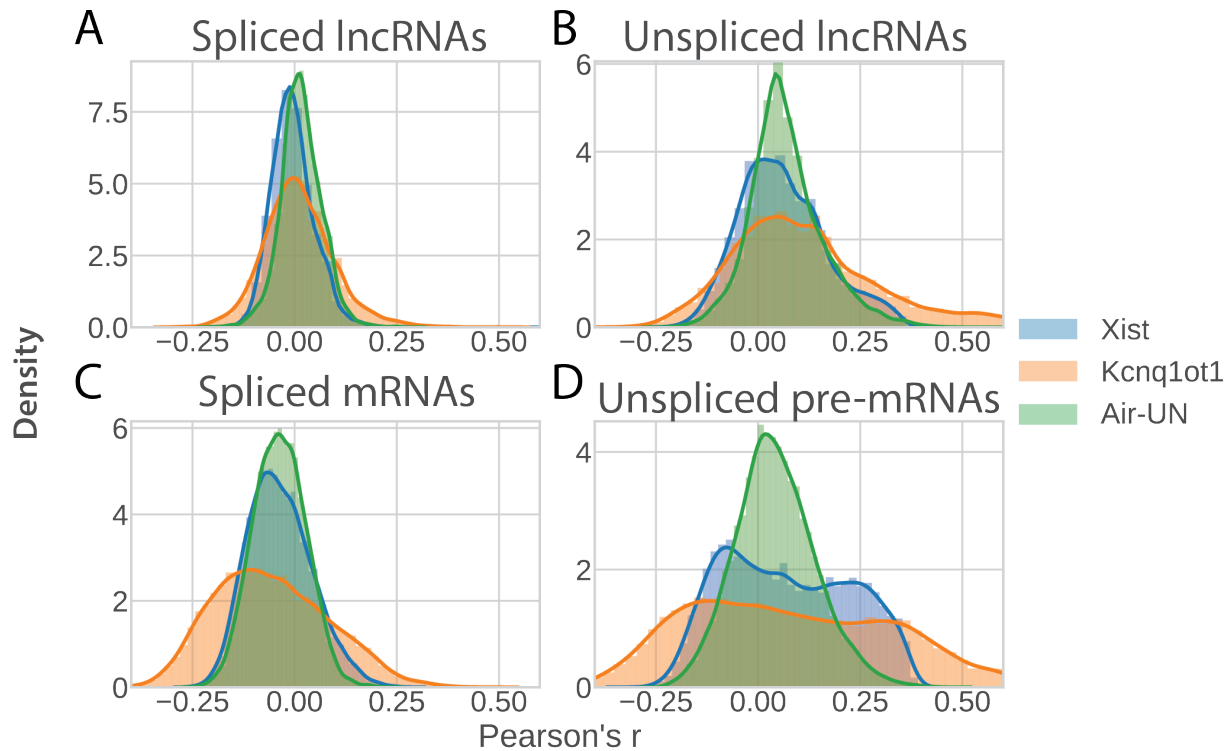 A
Spliced lncRNAs
B
Unspliced lncRNAs
7.5
5.0
2.5
0.0
−0.25
0.00
0.25
0.50
6
4
2
0
−0.25
0.00
0.25
0.50
Xist
Kcnq1ot1
Air-UN
Density
C
Spliced mRNAs
D
Unspliced pre-mRNAs
6
4
2
0
−0.25
0.00
0.25
0.50
4
2
0
−0.25
0.00
0.25
0.50
Pearson's r